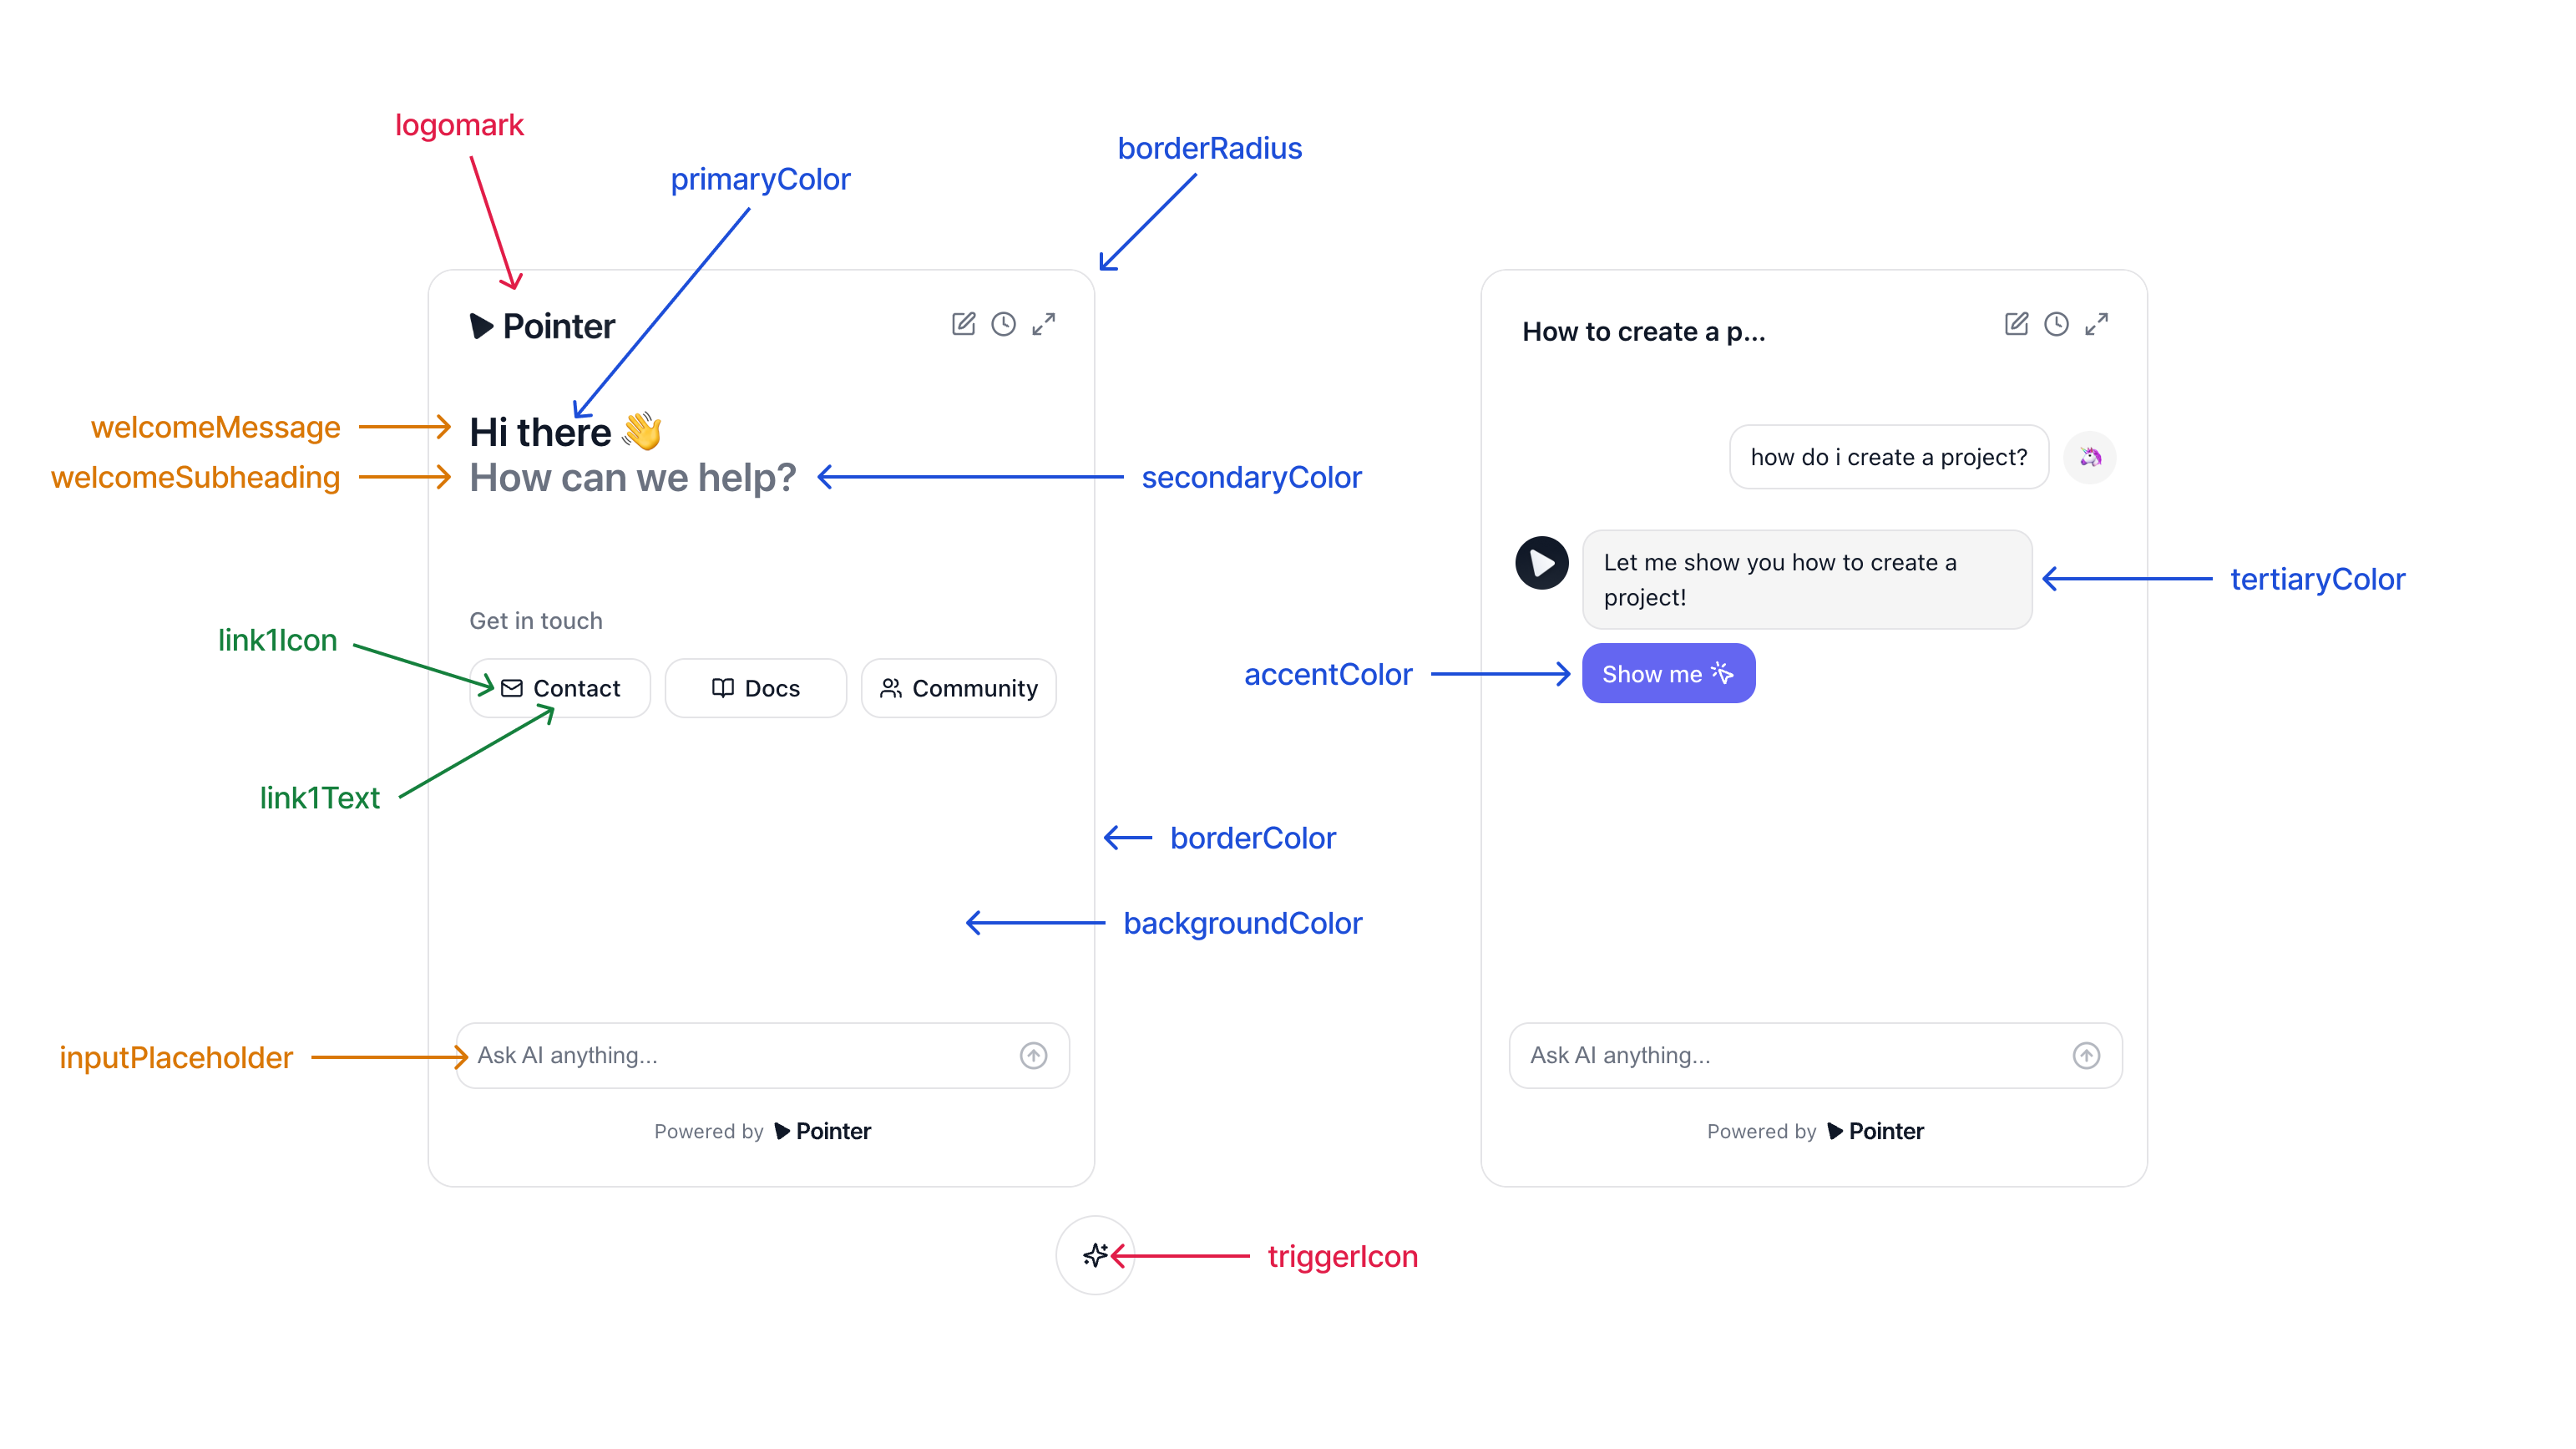 logomark
primaryColor
borderRadius
Pointer
welcomeMessage
Hi there 👋
welcomeSubheading
How can we help?
secondaryColor
Get in touch
link1Icon
Contact
Docs
Community
link1Text
borderColor
backgroundColor
inputPlaceholder
Ask AI anything...
Powered by Pointer
triggerIcon
How to create a p...
how do i create a project?
Let me show you how to create a
project!
tertiaryColor
accentColor
Show me
Ask AI anything...
Powered by Pointer